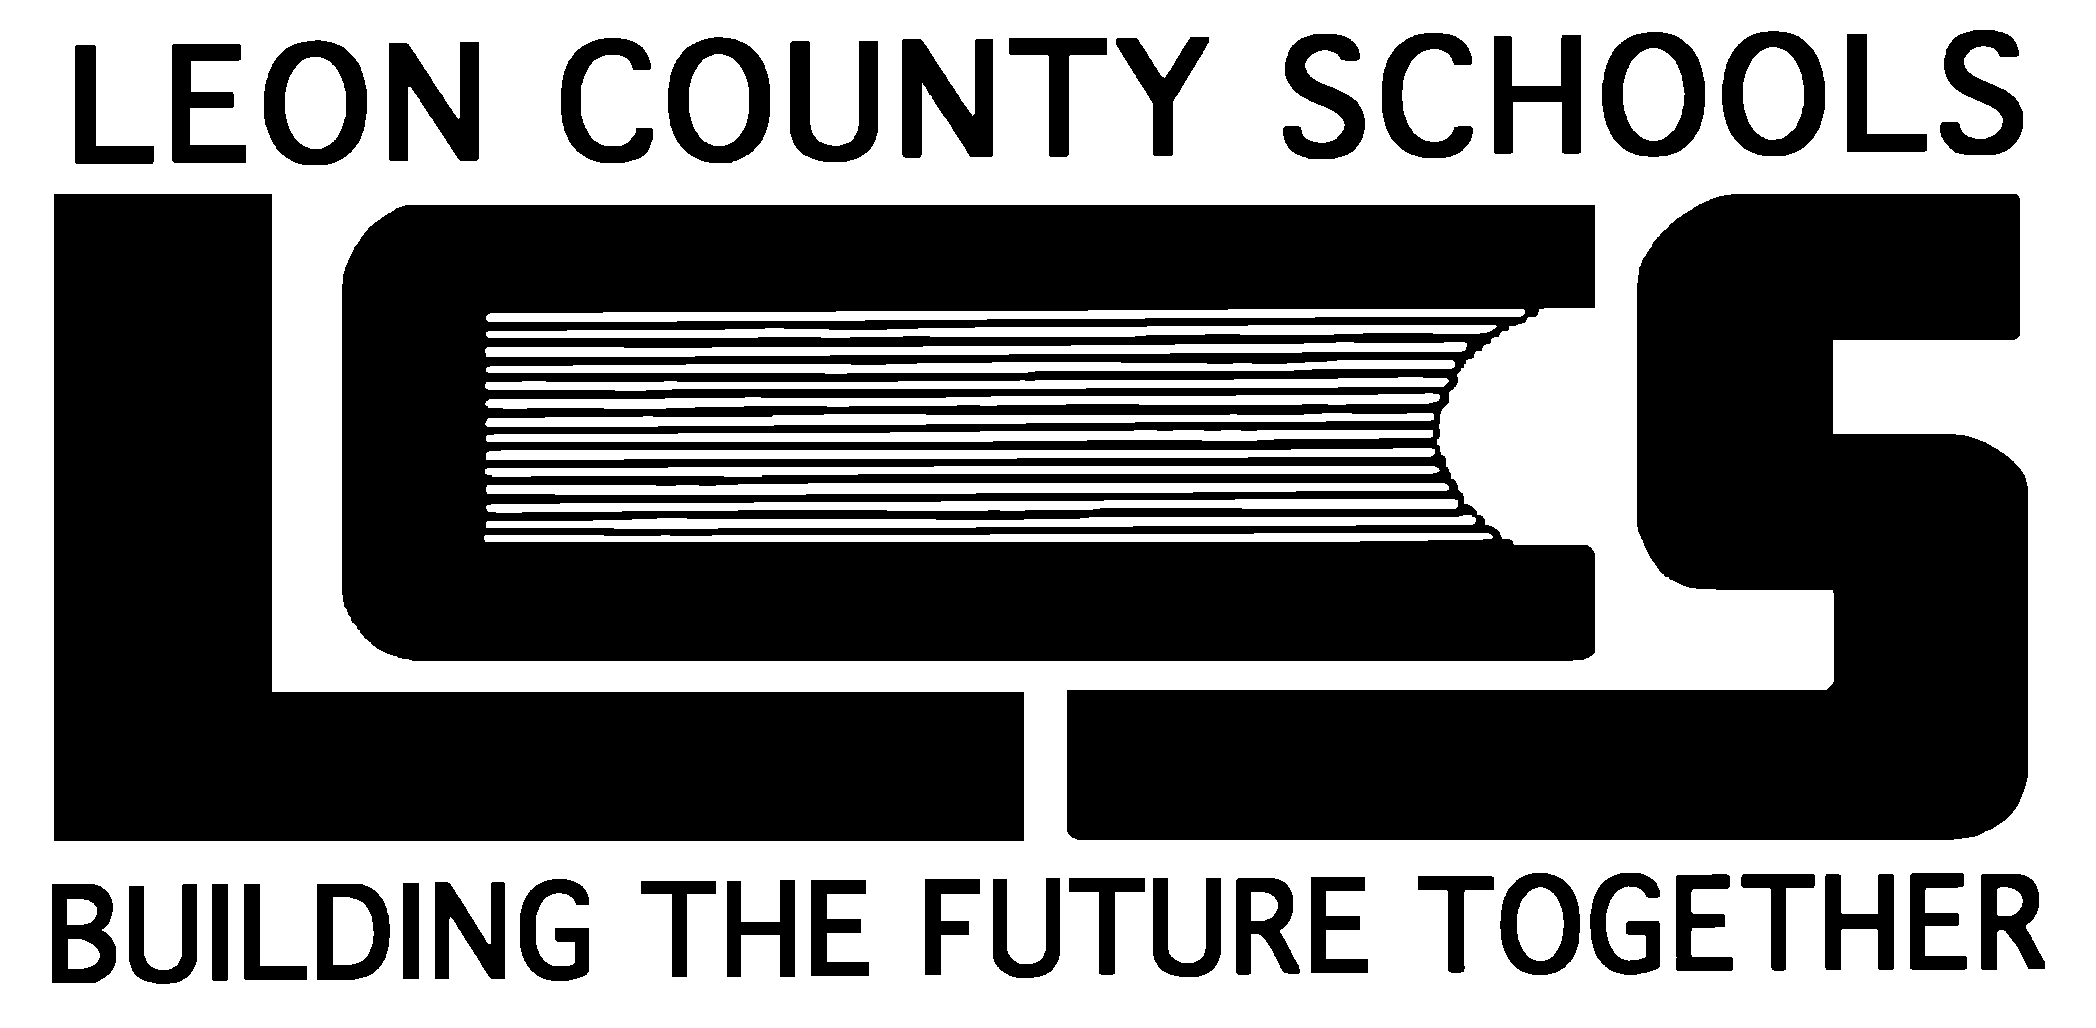 LEON COUNTY SCHOOLS
LCS
BUILDING THE FUTURE TOGETHER